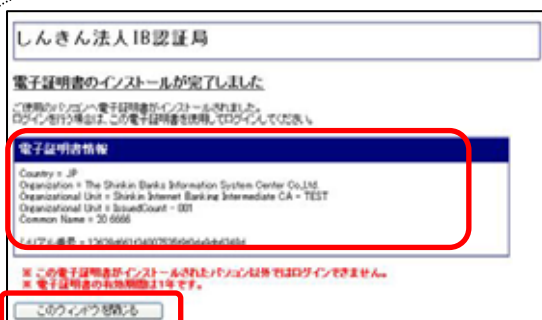 しんきん法人IB認証局
電子証明書のインストールが完了しました
ご使用のパソコンへ電子証明書がインストールされました。
ログインを行う場合は、この電子証明書を使用してログインしてください。
電子証明書情報
Country = JP
Organization = The Shinkin Banks Information System Center Co.,Ltd.
Organizational Unit = Shinkin Internet Banking Intermediate CA - TEST
Organizational Unit = IssuedCount - 001
Common Name = 30 6666
シリアル番号 =
※ この電子証明書がインストールされたパソコン以外ではログインできません。
※ 電子証明書の有効期間は1年です。
このウィンドウを閉じる